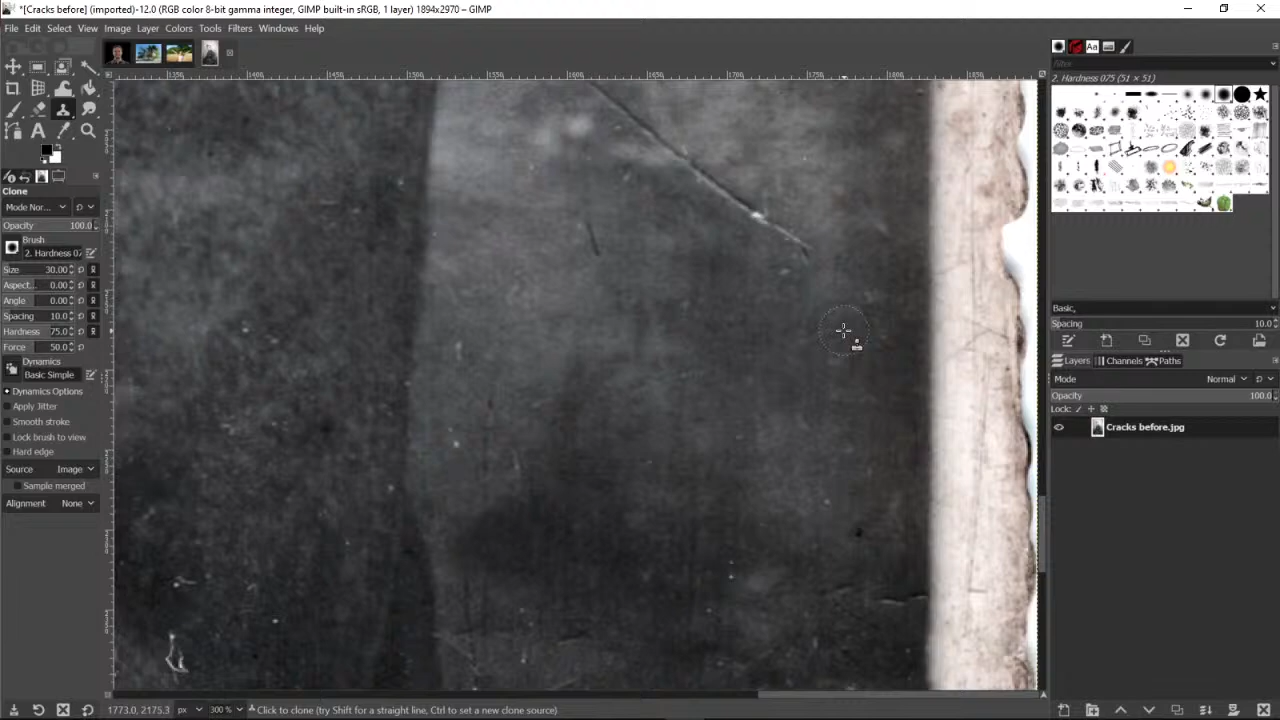 *[Cracks before] (imported)-12.0 (RGB color 8-bit gamma integer, GIMP built-in sRGB, 1 layer) 1894x2970 – GIMP
File Edit Select View Image Layer Colors Tools Filters Windows Help
filter
2. Hardness 075 (51 × 51)
Clone
Mode Nor...
Opacity 100.0
Brush
2. Hardness 07
Size 30.00
Aspect... 0.00
Angle 0.00
Spacing 10.0
Hardness 75.0
Force 50.0
Dynamics
Basic Simple
Dynamics Options
Apply Jitter
Smooth stroke
Lock brush to view
Hard edge
Source Image
Sample merged
Alignment None
Basic,
Spacing 10.0
Layers Channels Paths
Mode Normal
Opacity 100.0
Lock:
Cracks before.jpg
1773.0, 2175.3 px 300 % Click to clone (try Shift for a straight line, Ctrl to set a new clone source)